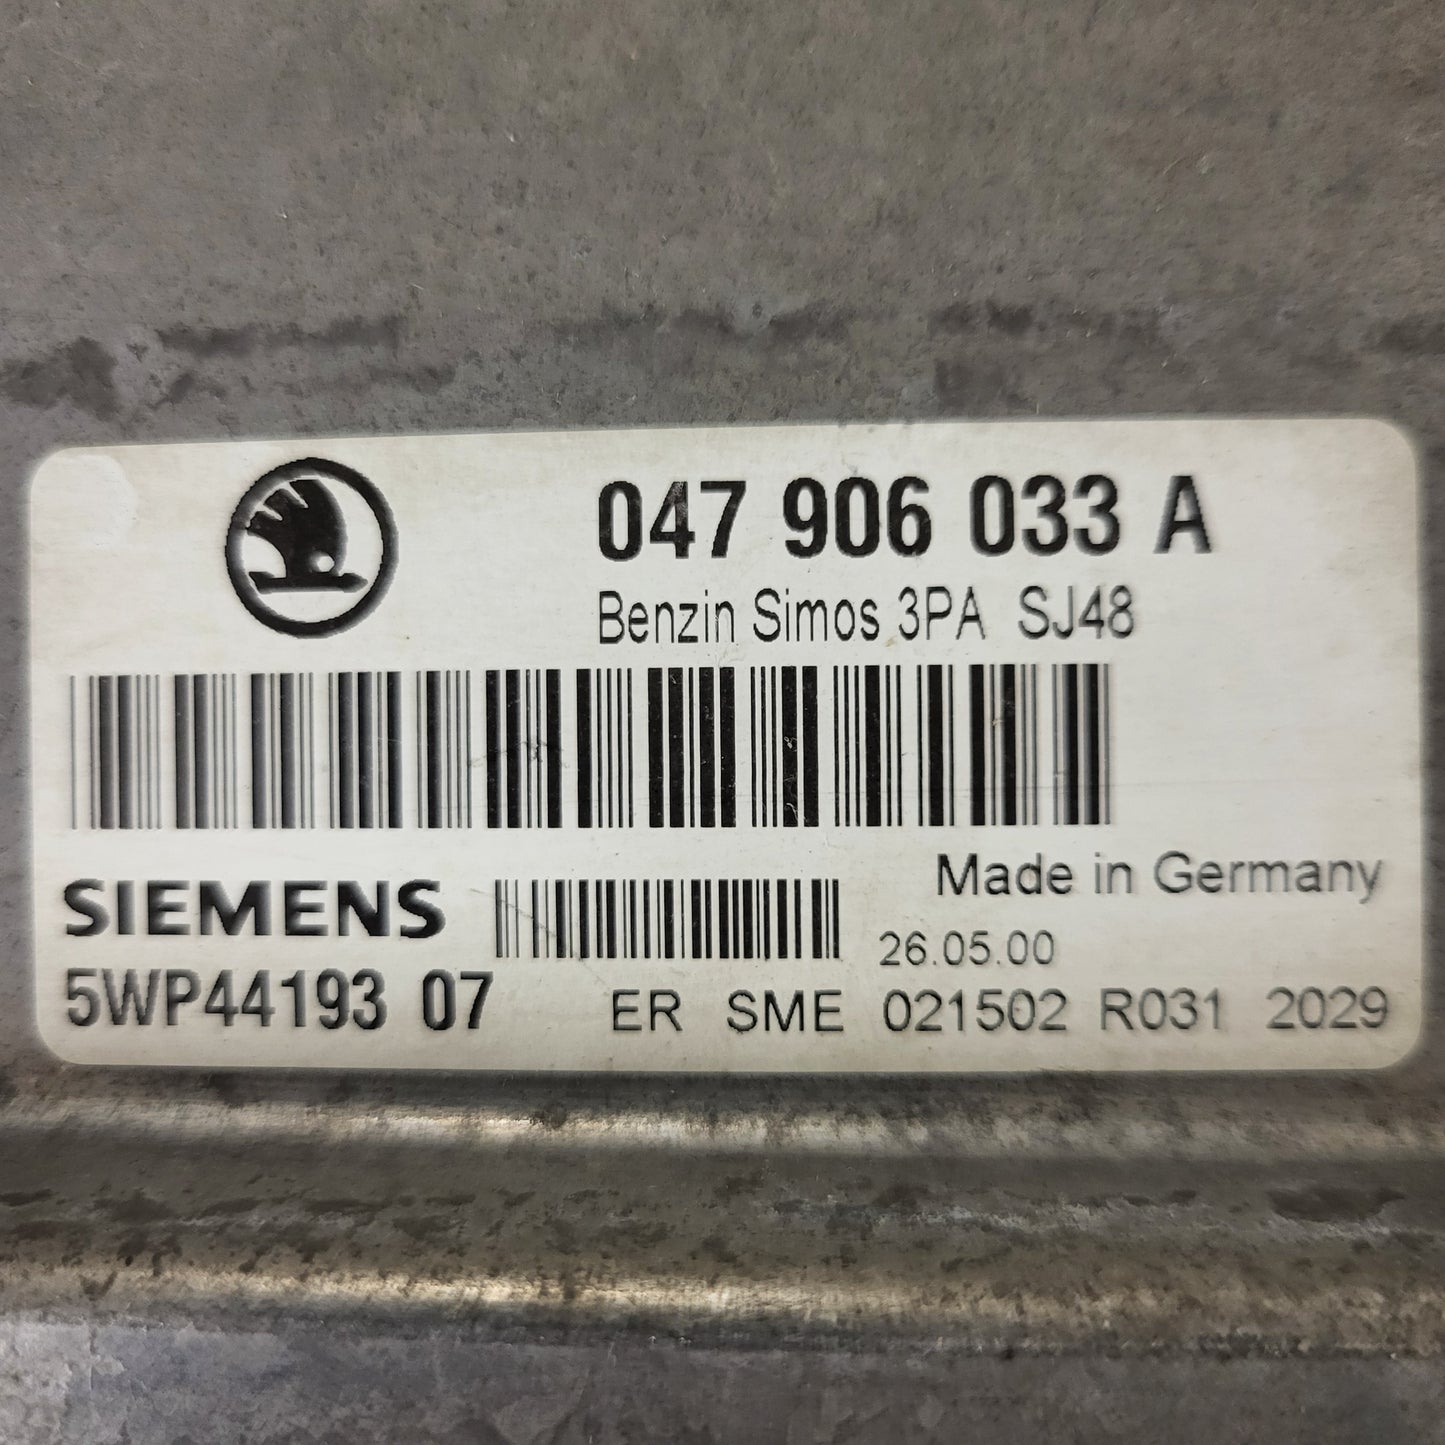 047 906 033 A
Benzin Simos 3PA SJ48
Made in Germany
SIEMENS
26.05.00
5WP44193 07 ER SME 021502 R031 2029